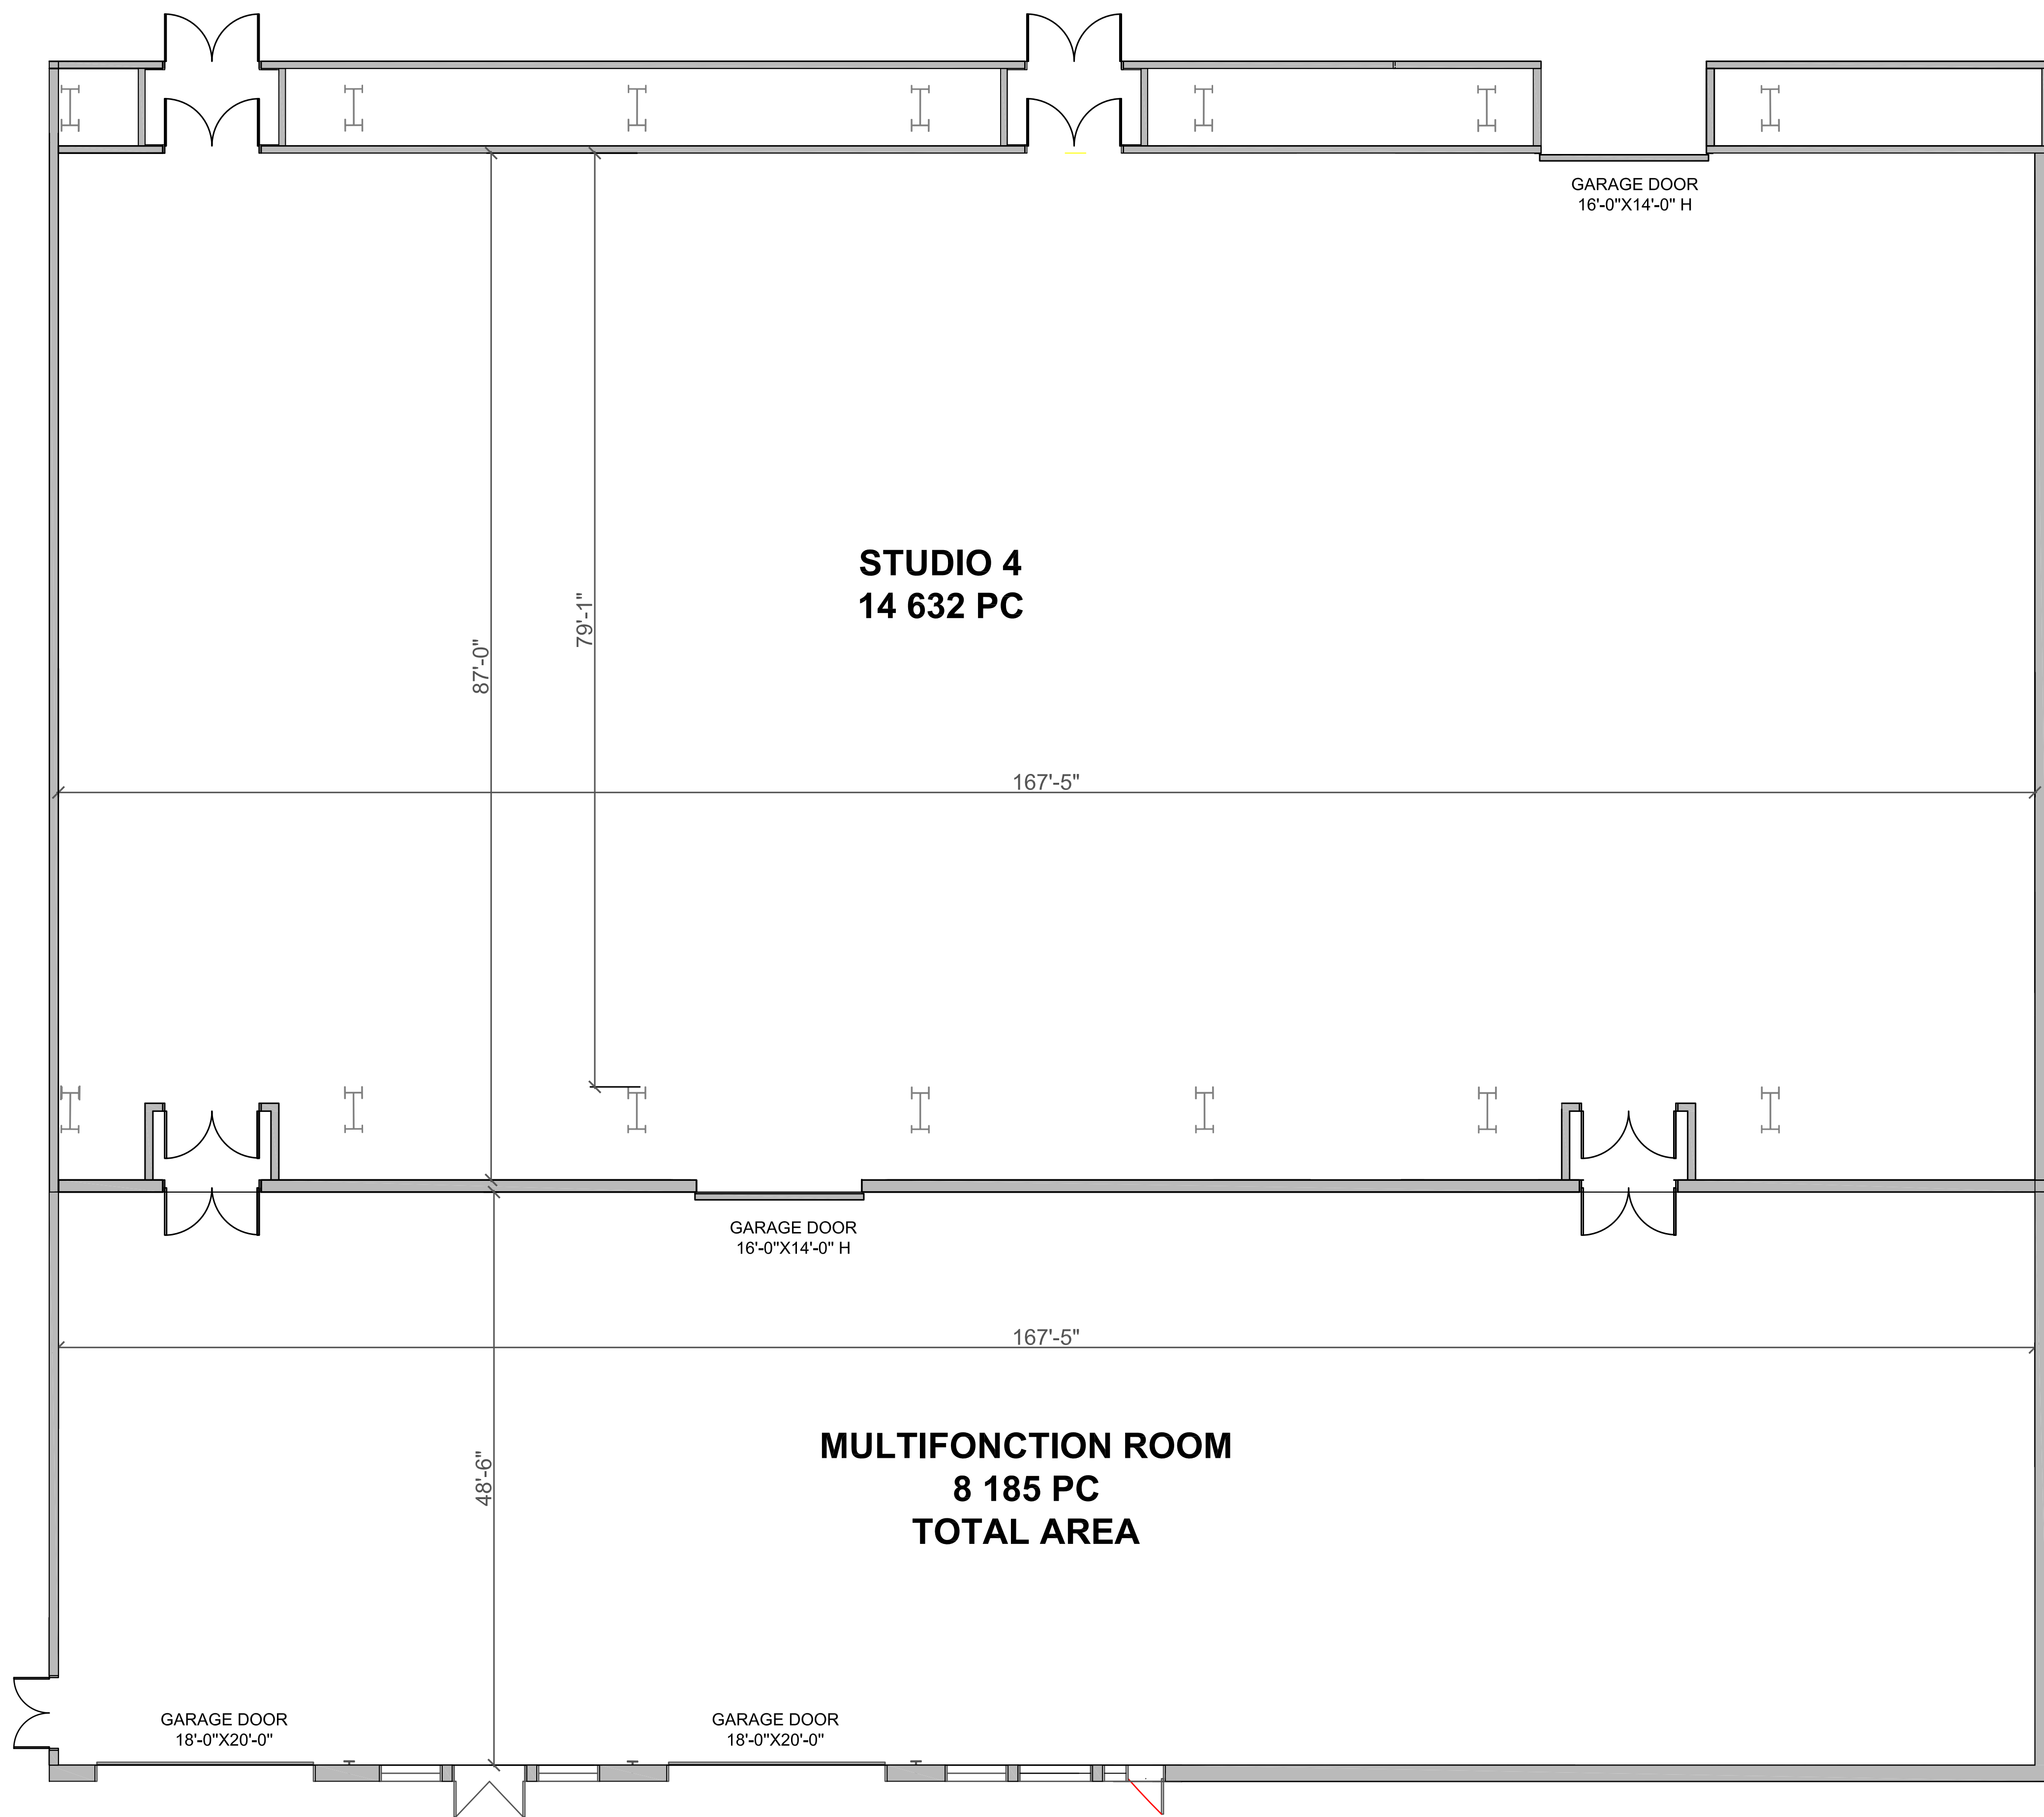 GARAGE DOOR
16'-0"X14'-0" H
STUDIO 4
14 632 PC
79'-1"
87'-0"
167'-5"
GARAGE DOOR
16'-0"X14'-0" H
167'-5"
MULTIFONCTION ROOM
8 185 PC
TOTAL AREA
48'-6"
GARAGE DOOR
18'-0"X20'-0"
GARAGE DOOR
18'-0"X20'-0"